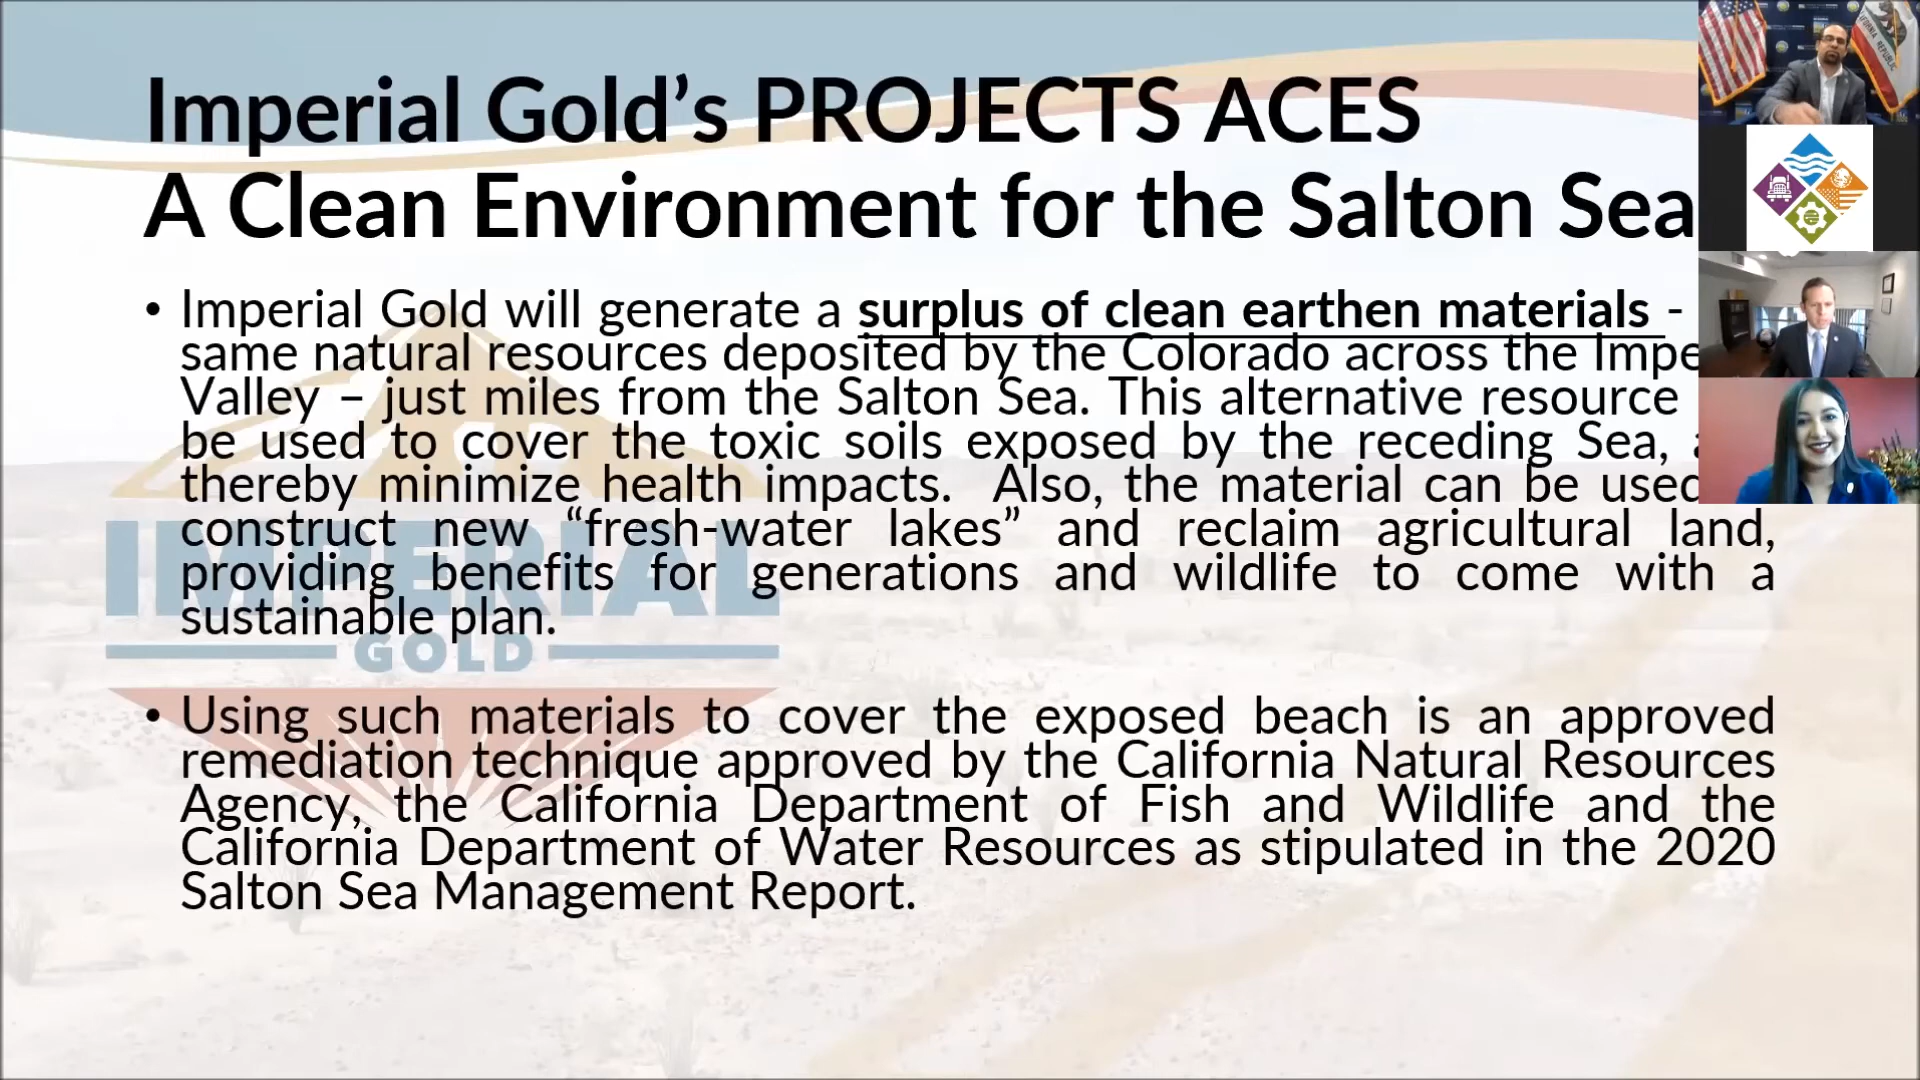 Imperial Gold’s PROJECTS ACES
A Clean Environment for the Salton Sea
• Imperial Gold will generate a surplus of clean earthen materials -
same natural resources deposited by the Colorado across the Impe
Valley – just miles from the Salton Sea. This alternative resource
be used to cover the toxic soils exposed by the receding Sea,
thereby minimize health impacts. Also, the material can be used
construct new “fresh-water lakes” and reclaim agricultural land,
providing benefits for generations and wildlife to come with a
sustainable plan.
• Using such materials to cover the exposed beach is an approved
remediation technique approved by the California Natural Resources
Agency, the California Department of Fish and Wildlife and the
California Department of Water Resources as stipulated in the 2020
Salton Sea Management Report.
IMPERIAL
GOLD